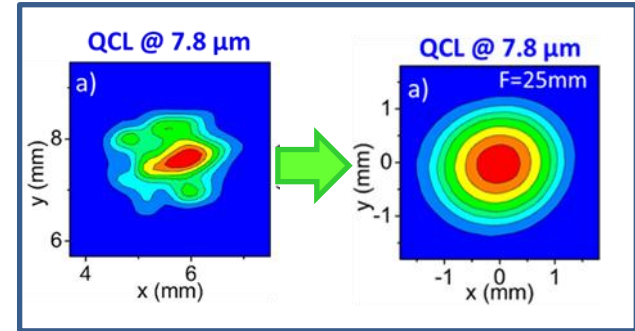 QCL @ 7.8 µm
a)
8
6
y (mm)
4
6
x (mm)
QCL @ 7.8 µm
F=25mm
a)
1
0
-1
y (mm)
-1
0
1
x (mm)